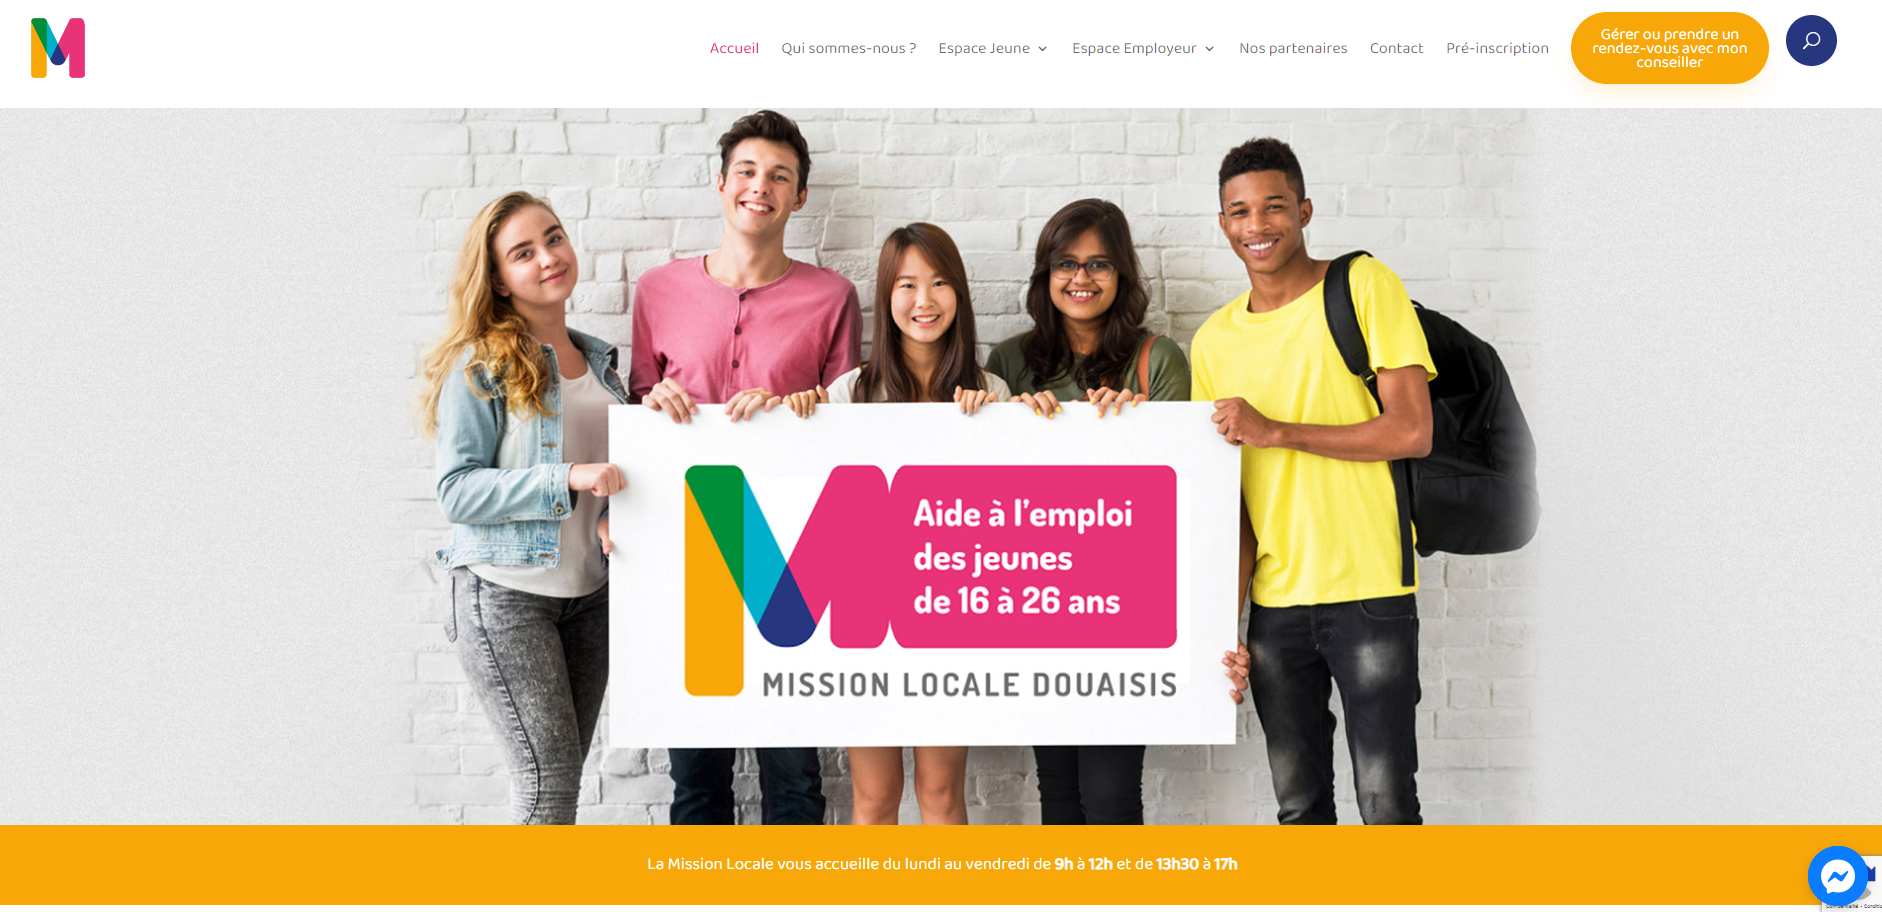 Accueil
Qui sommes-nous ?
Espace Jeune
Espace Employeur
Nos partenaires
Contact
Pré-inscription
Gérer ou prendre un
rendez-vous avec mon
conseiller
Aide à l'emploi
des jeunes
de 16 à 26 ans
MISSION LOCALE DOUAISIS
La Mission Locale vous accueille du lundi au vendredi de 9h à 12h et de 13h30 à 17h